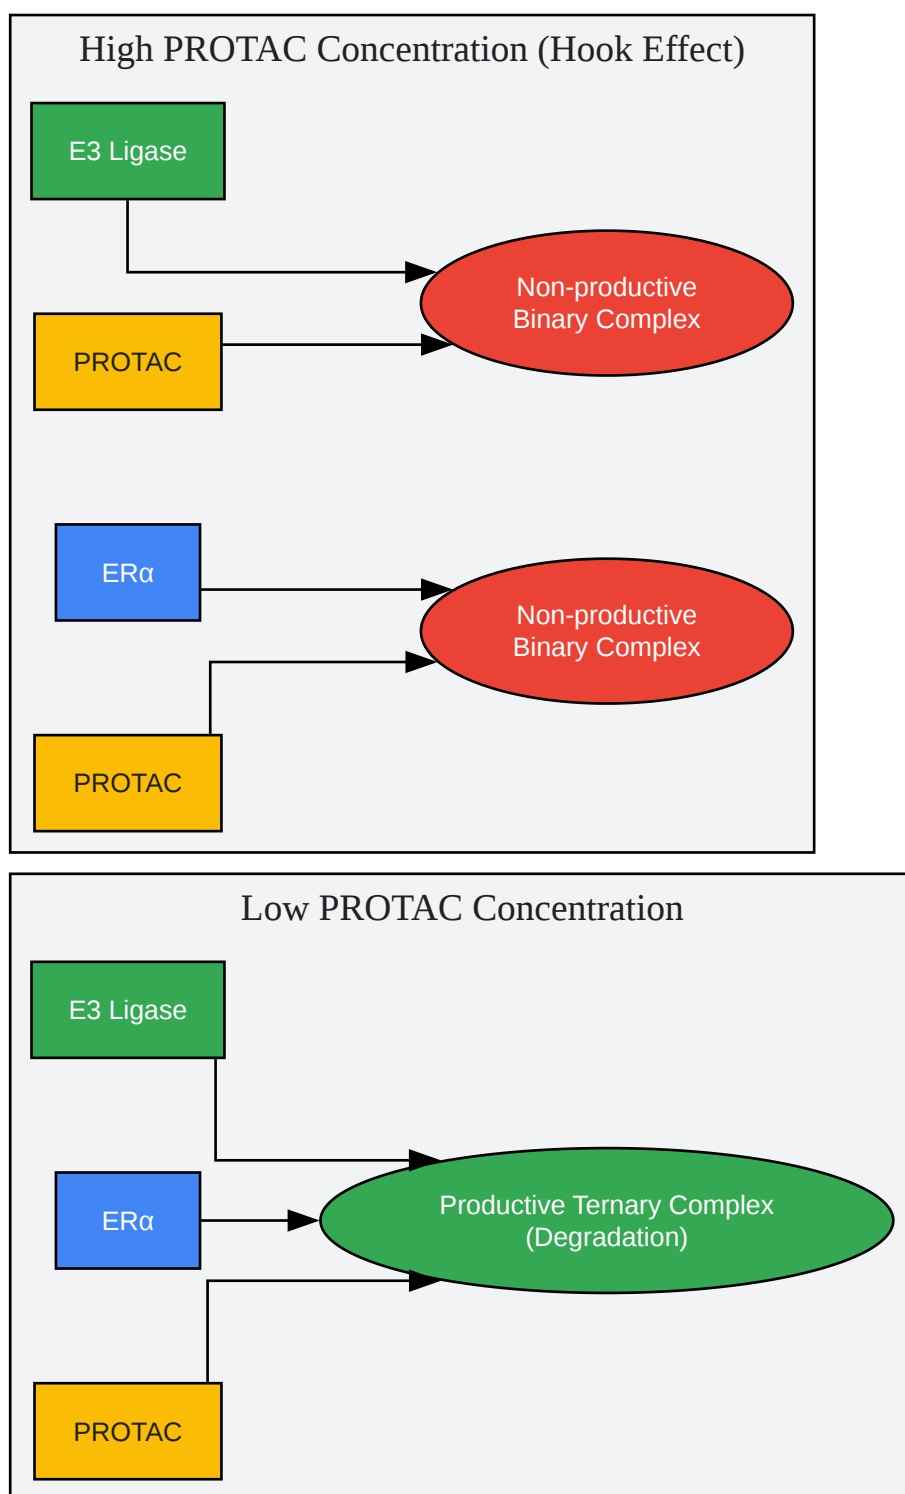 High PROTAC Concentration (Hook Effect)
E3 Ligase
Non-productive
Binary Complex
PROTAC
ERα
Non-productive
Binary Complex
PROTAC
Low PROTAC Concentration
E3 Ligase
ERα
Productive Ternary Complex
(Degradation)
PROTAC